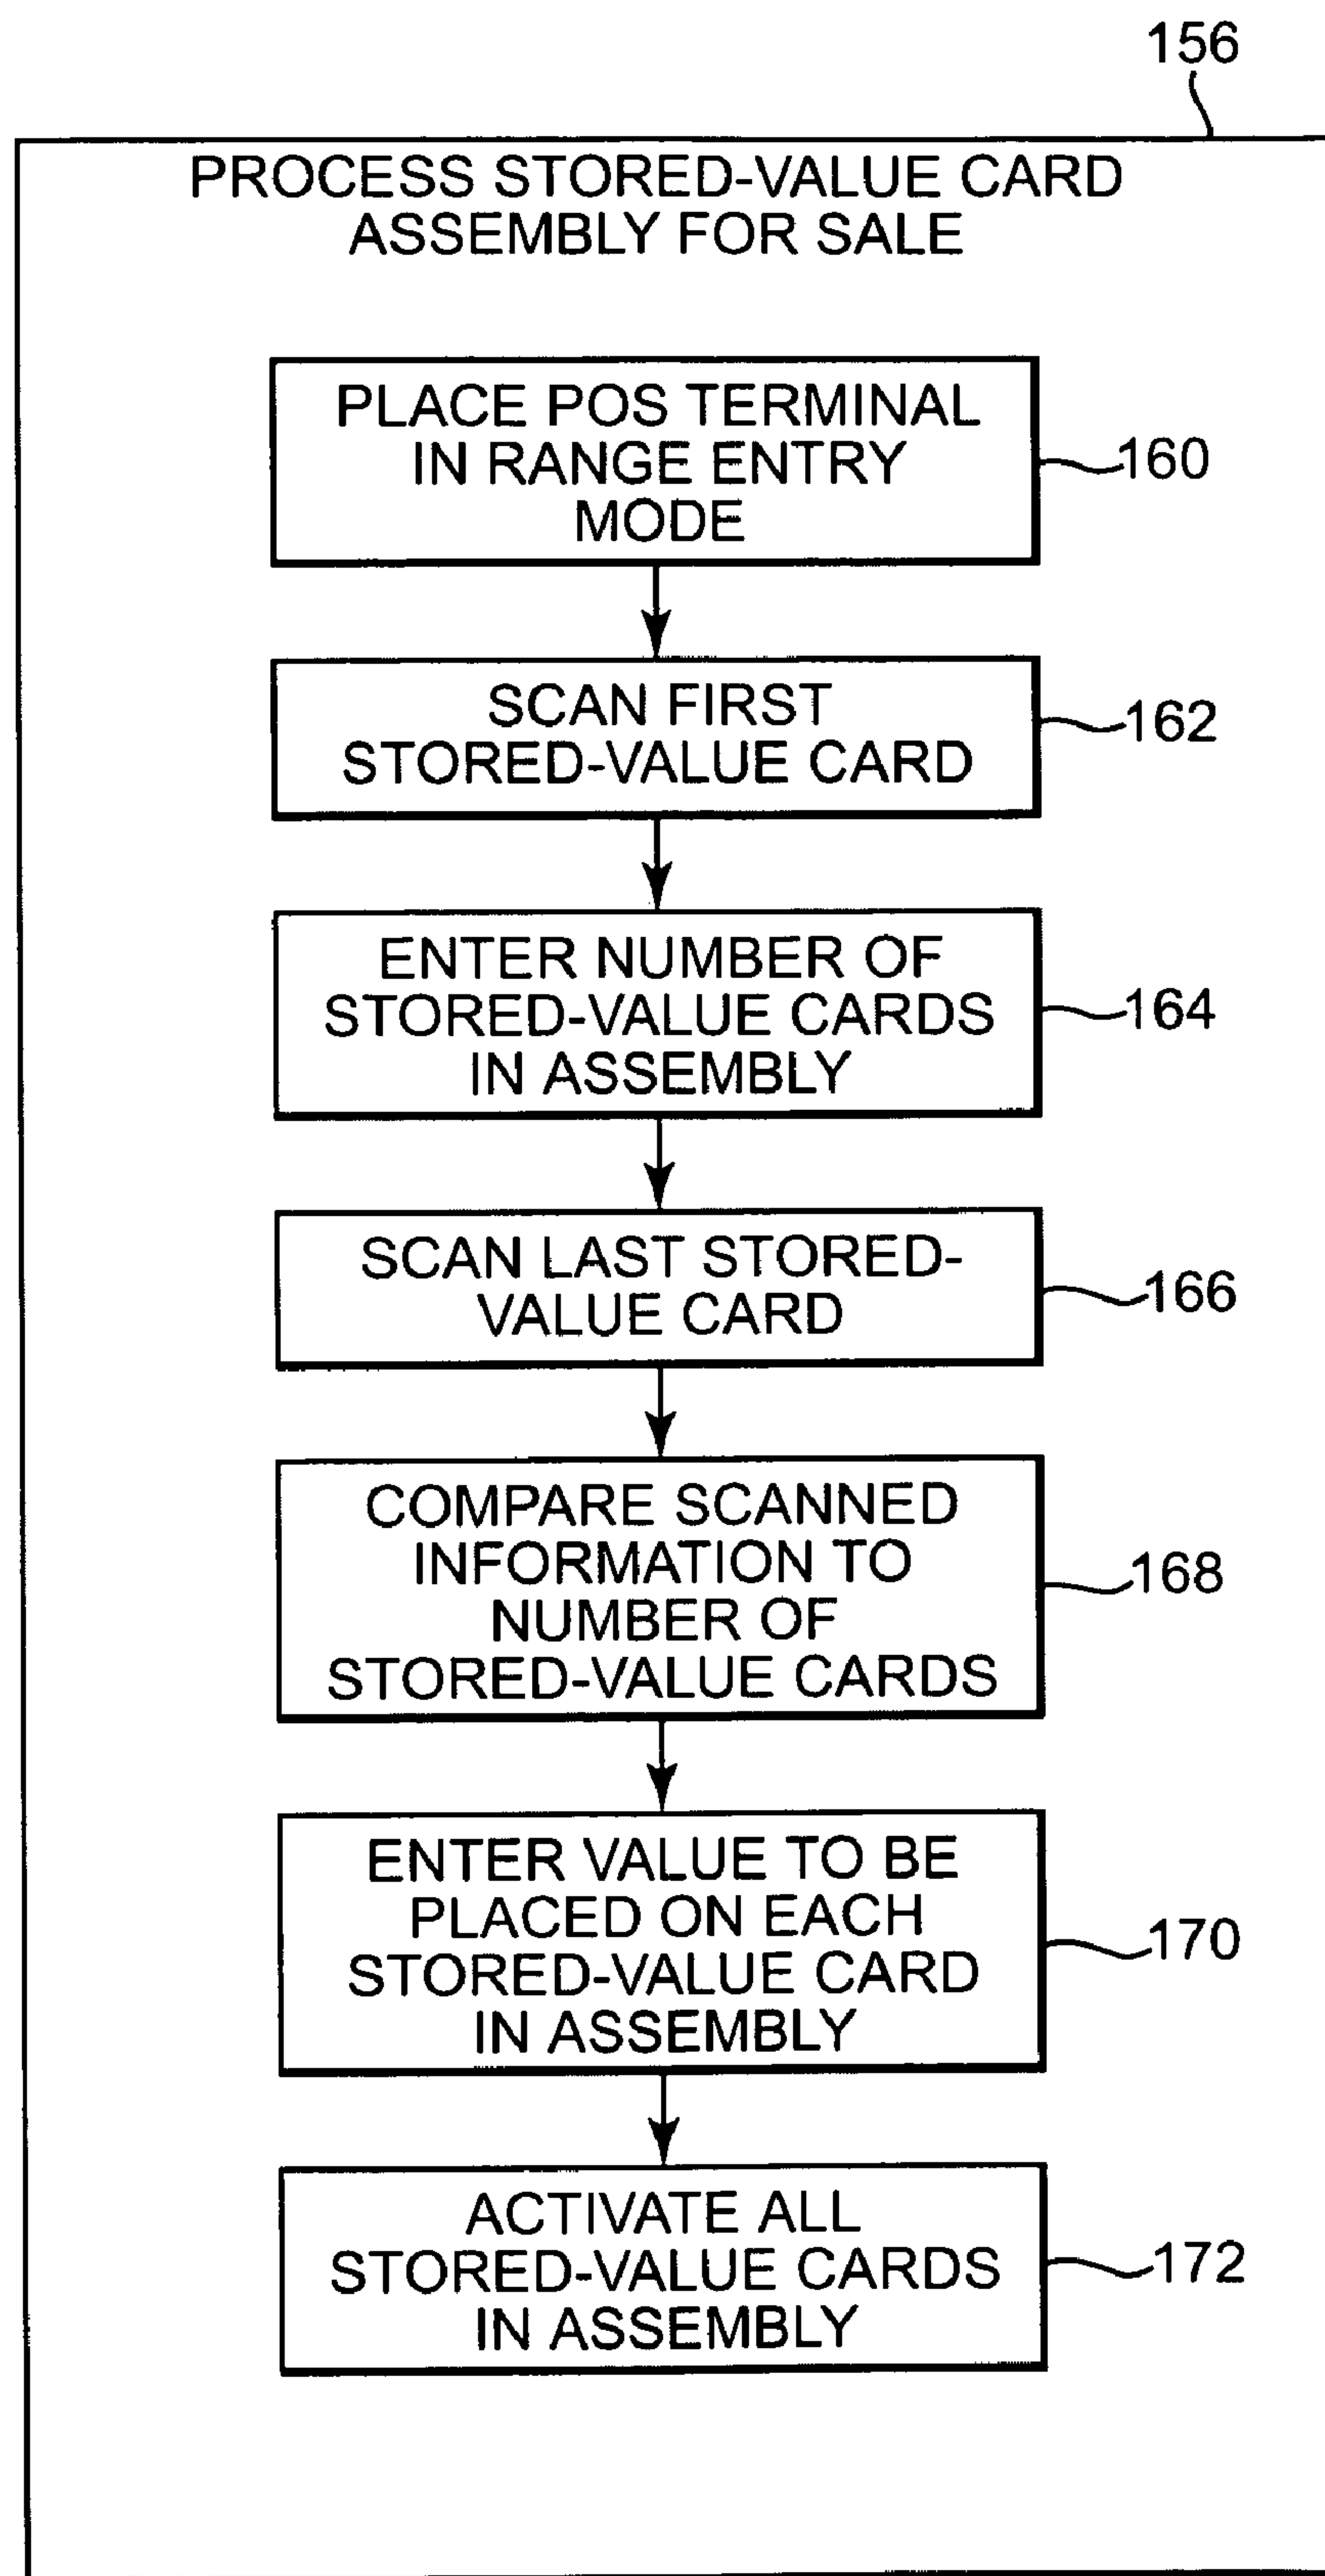 156
PROCESS STORED-VALUE CARD
ASSEMBLY FOR SALE
PLACE POS TERMINAL
IN RANGE ENTRY
MODE
160
SCAN FIRST
STORED-VALUE CARD
162
ENTER NUMBER OF
STORED-VALUE CARDS
IN ASSEMBLY
164
SCAN LAST STORED-
VALUE CARD
166
COMPARE SCANNED
INFORMATION TO
NUMBER OF
STORED-VALUE CARDS
168
ENTER VALUE TO BE
PLACED ON EACH
STORED-VALUE CARD
IN ASSEMBLY
170
ACTIVATE ALL
STORED-VALUE CARDS
IN ASSEMBLY
172